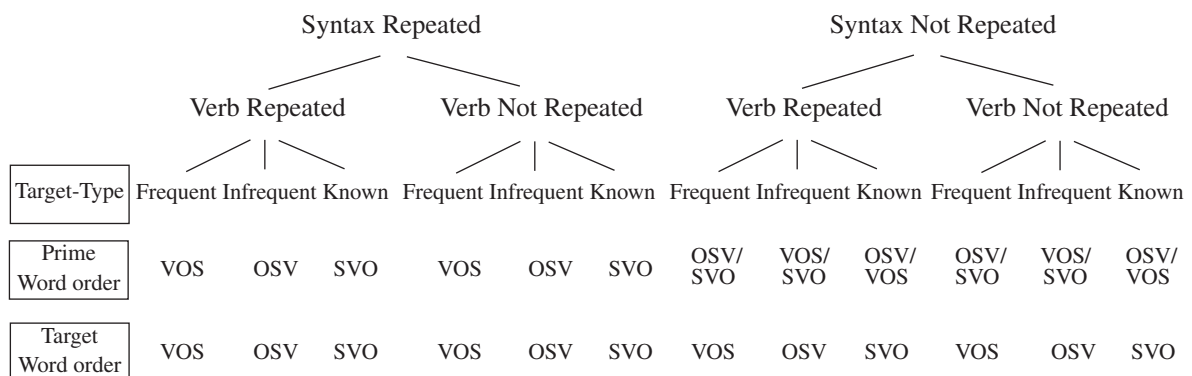 Syntax Repeated Syntax Not Repeated
Verb Repeated Verb Not Repeated Verb Repeated Verb Not Repeated
Target-Type Frequent Infrequent Known Frequent Infrequent Known Frequent Infrequent Known Frequent Infrequent Known
Prime Word order VOS OSV SVO VOS OSV SVO OSV/ SVO VOS/ SVO OSV/ VOS OSV/ SVO VOS/ SVO OSV/ VOS
Target Word order VOS OSV SVO VOS OSV SVO VOS OSV SVO VOS OSV SVO